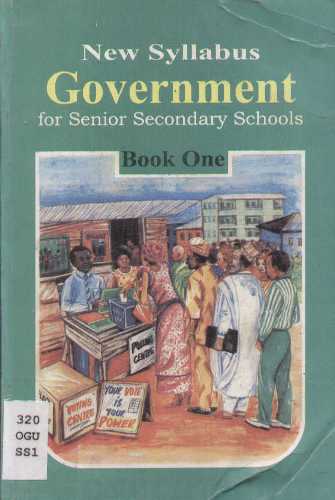 New Syllabus
Government
for Senior Secondary Schools
Book One
POLLING
CENTRE
VOTING
CENTRE
YOUR VOTE
IS
YOUR
POWER
320
OGU
SS1